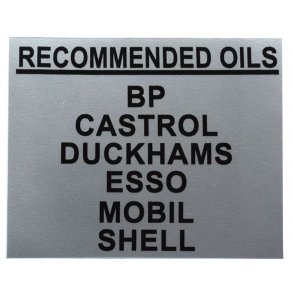 RECOMMENDED OILS
BP
CASTROL
DUCKHAMS
ESSO
MOBIL
SHELL